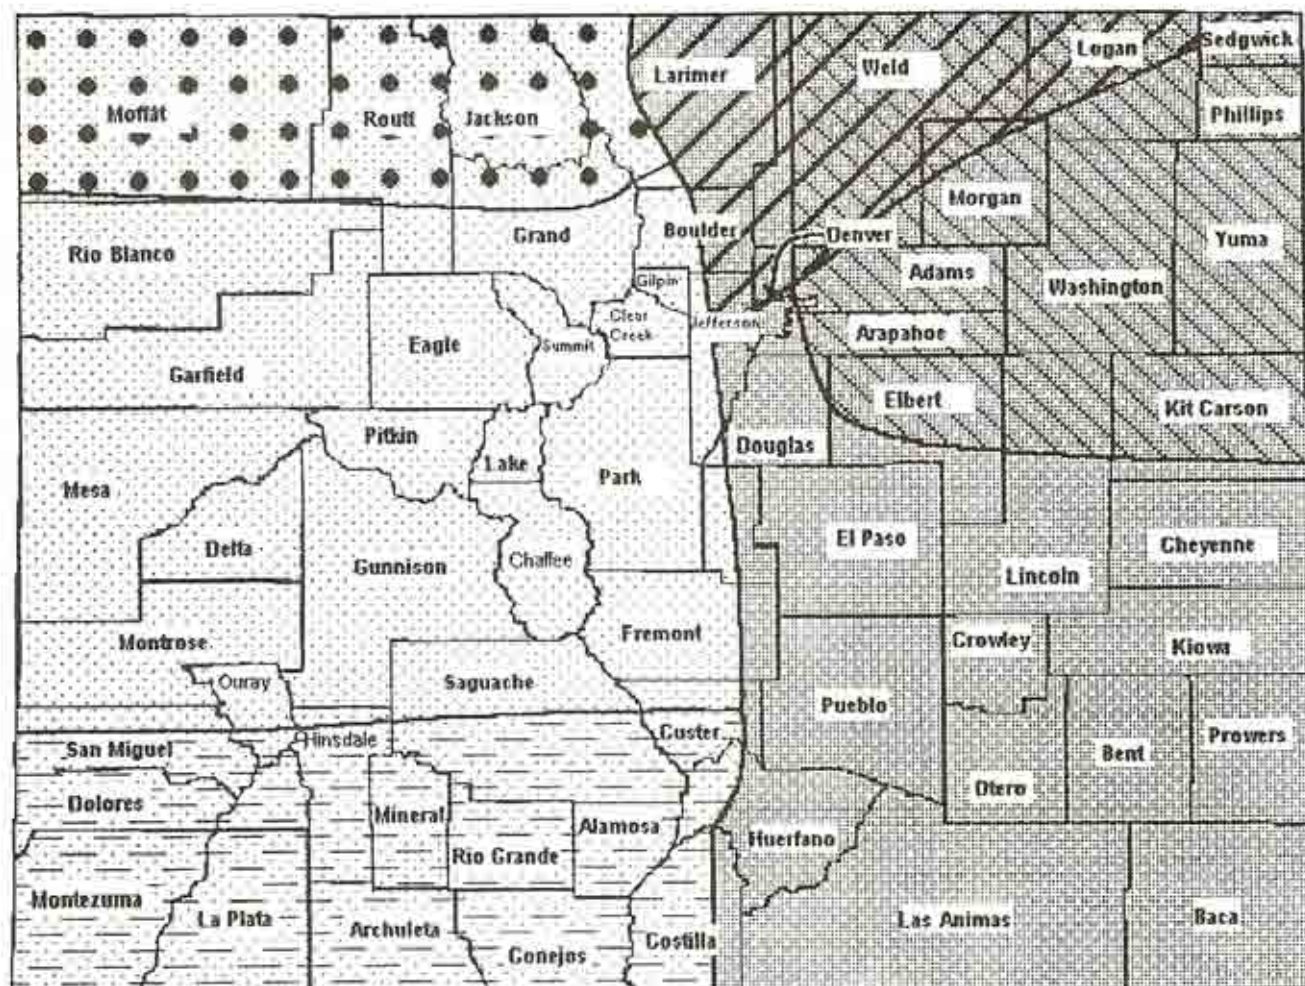 Sedgwick
Logan
Weld
Larimer
Moffat
Routt
Jackson
Phillips
Morgan
Boulder
Denver
Grand
Yuma
Rio Blanco
Adams
Gilpin
Washington
Clear
Creek
Jefferson
Arapahoe
Eagle
Summit
Garfield
Elbert
Kit Carson
Pitkin
Douglas
Lake
Park
Mesa
El Paso
Cheyenne
Delta
Chaffee
Gunnison
Lincoln
Fremont
Montrose
Crowley
Kiowa
Ouray
Saguache
Pueblo
Custer
Hinsdale
Prowers
San Miguel
Bent
Otero
Dolores
Mineral
Alamosa
Huerfano
Rio Grande
Montezuma
La Plata
Las Animas
Baca
Archuleta
Costilla
Conejos